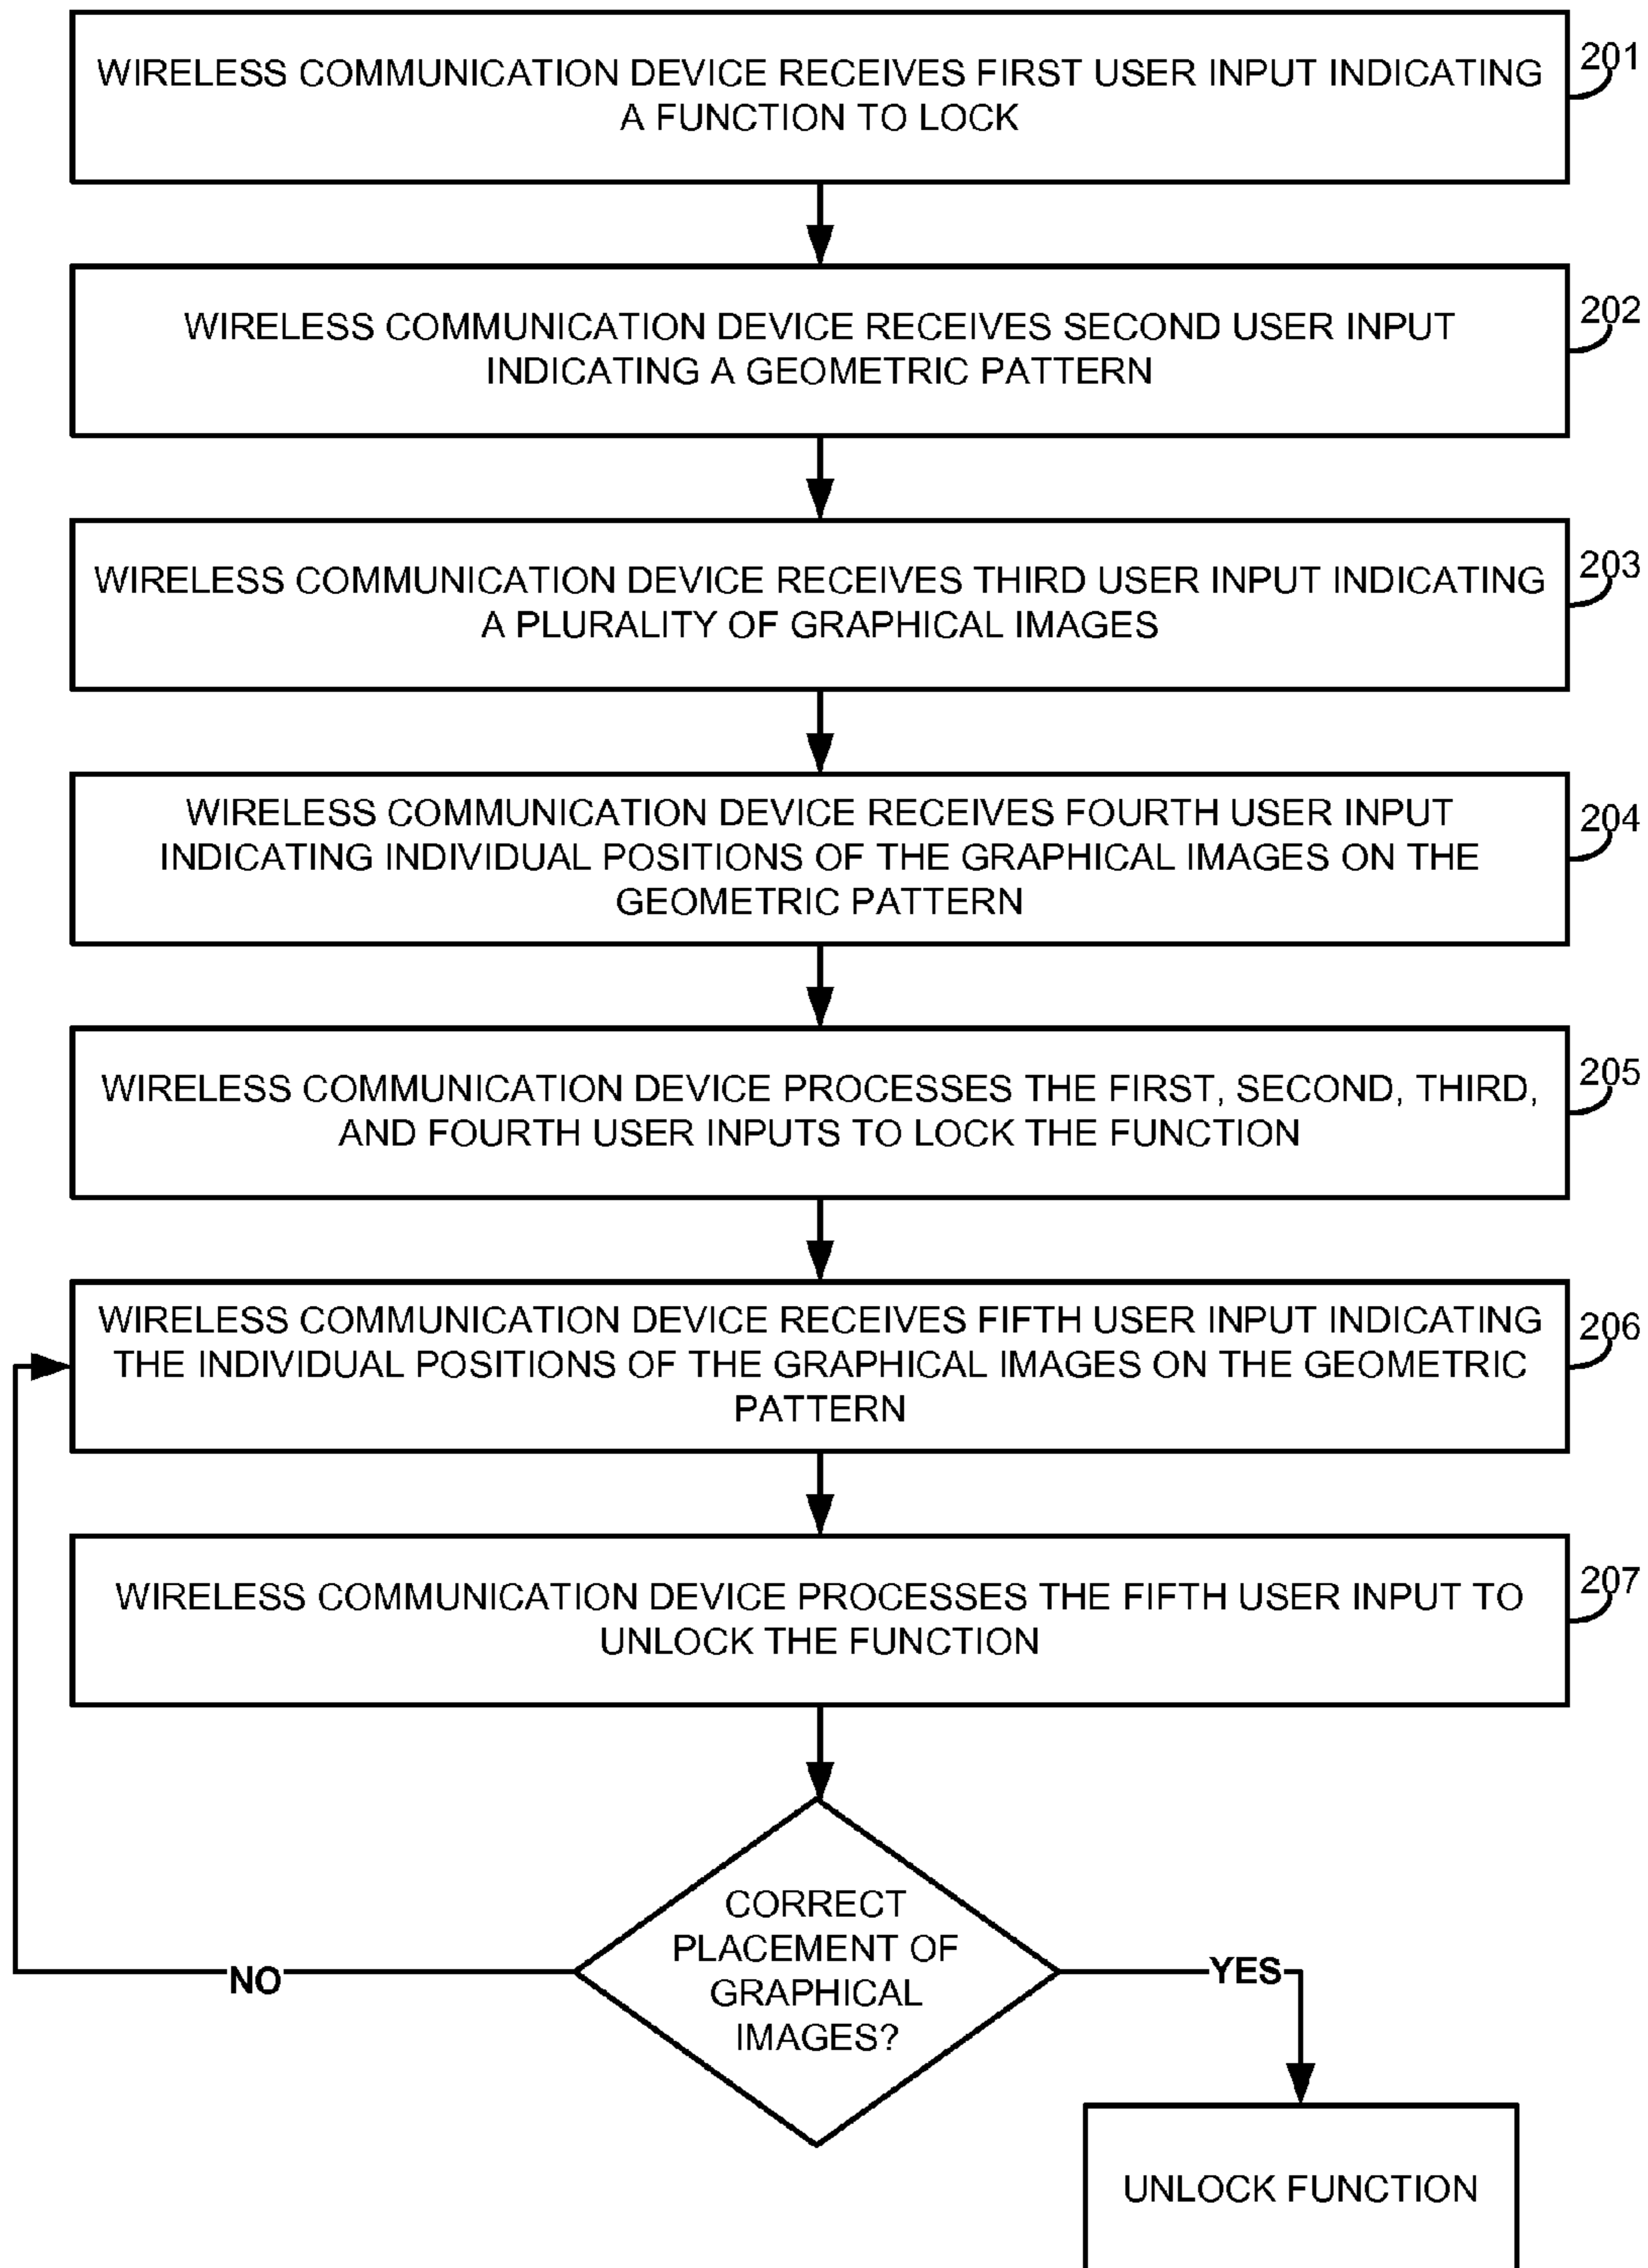 WIRELESS COMMUNICATION DEVICE RECEIVES FIRST USER INPUT INDICATING
A FUNCTION TO LOCK
201
WIRELESS COMMUNICATION DEVICE RECEIVES SECOND USER INPUT
INDICATING A GEOMETRIC PATTERN
202
WIRELESS COMMUNICATION DEVICE RECEIVES THIRD USER INPUT INDICATING
A PLURALITY OF GRAPHICAL IMAGES
203
WIRELESS COMMUNICATION DEVICE RECEIVES FOURTH USER INPUT
INDICATING INDIVIDUAL POSITIONS OF THE GRAPHICAL IMAGES ON THE
GEOMETRIC PATTERN
204
WIRELESS COMMUNICATION DEVICE PROCESSES THE FIRST, SECOND, THIRD,
AND FOURTH USER INPUTS TO LOCK THE FUNCTION
205
WIRELESS COMMUNICATION DEVICE RECEIVES FIFTH USER INPUT INDICATING
THE INDIVIDUAL POSITIONS OF THE GRAPHICAL IMAGES ON THE GEOMETRIC
PATTERN
206
WIRELESS COMMUNICATION DEVICE PROCESSES THE FIFTH USER INPUT TO
UNLOCK THE FUNCTION
207
CORRECT
PLACEMENT OF
GRAPHICAL
IMAGES?
NO
YES
UNLOCK FUNCTION